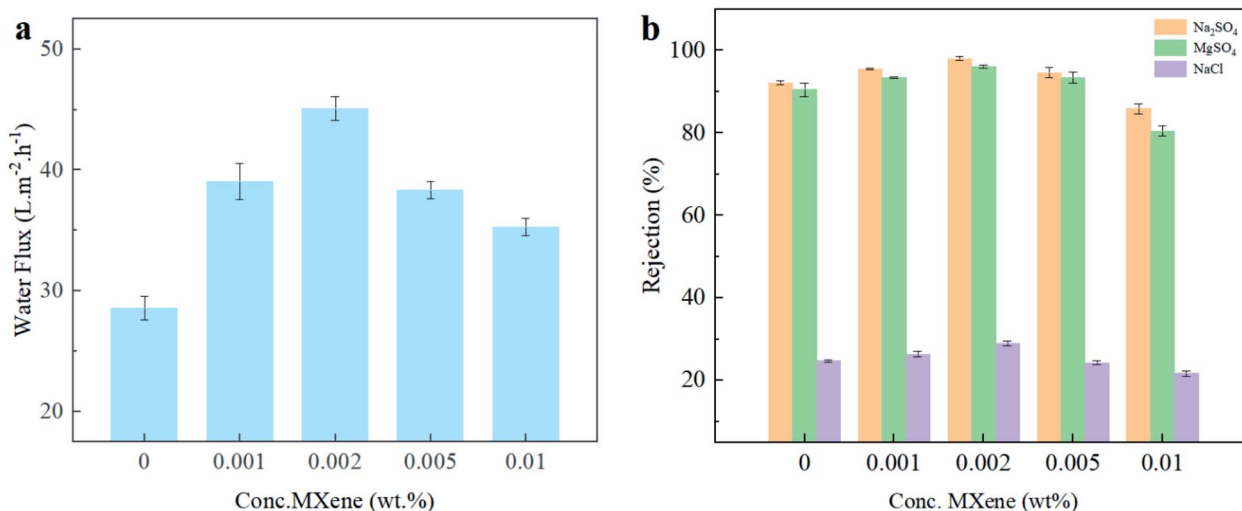 a
Water Flux (L.m⁻².h⁻¹)
50
40
30
20
0 0.001 0.002 0.005 0.01
Conc.MXene (wt.%)
b
Na₂SO₄
MgSO₄
NaCl
Rejection (%)
100
80
60
40
20
0 0.001 0.002 0.005 0.01
Conc. MXene (wt%)